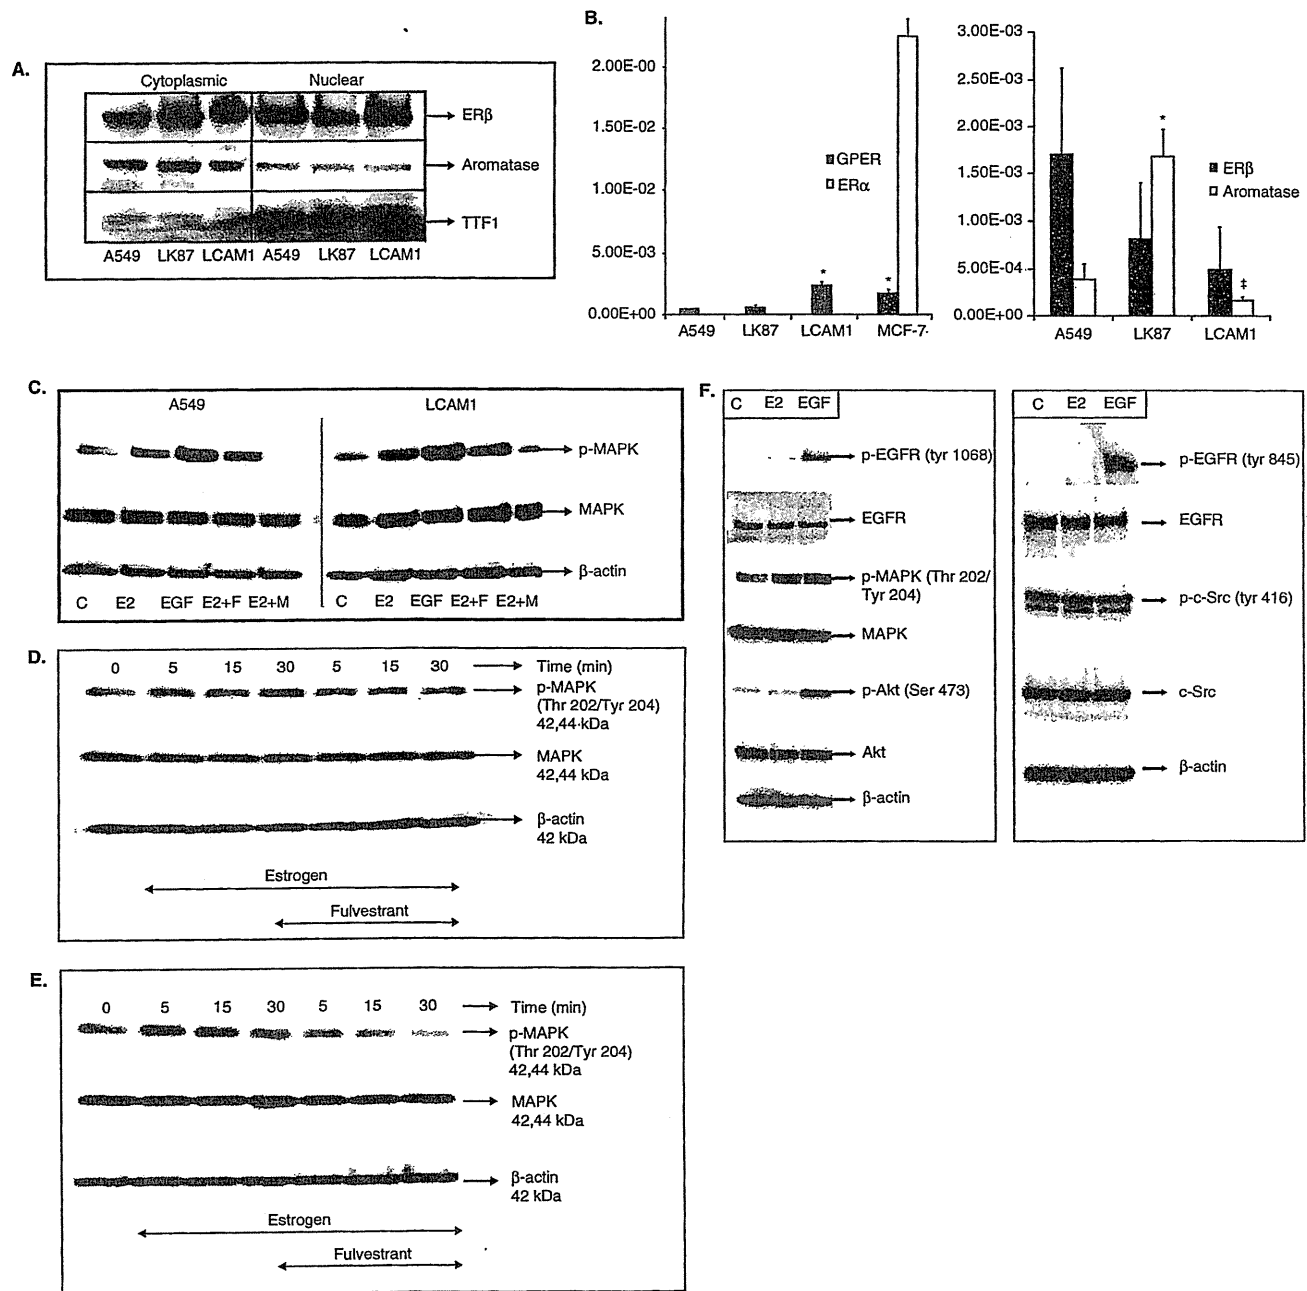 A.
Cytoplasmic Nuclear
ERβ
Aromatase
TTF1
A549 LK87 LCAM1 A549 LK87 LCAM1
B.
2.00E-00
1.50E-02
1.00E-02
5.00E-03
0.00E+00
GPER
ERα
*
*
A549 LK87 LCAM1 MCF-7
3.00E-03
2.50E-03
2.00E-03
1.50E-03
1.00E-03
5.00E-04
0.00E+00
*
‡
ERβ
Aromatase
A549 LK87 LCAM1
C.
A549 LCAM1
p-MAPK
MAPK
β-actin
C E2 EGF E2+F E2+M C E2 EGF E2+F E2+M
D.
0 5 15 30 5 15 30 Time (min)
p-MAPK
(Thr 202/Tyr 204)
42,44 kDa
MAPK
42,44 kDa
β-actin
42 kDa
Estrogen
Fulvestrant
E.
0 5 15 30 5 15 30 Time (min)
p-MAPK
(Thr 202/Tyr 204)
42,44 kDa
MAPK
42,44 kDa
β-actin
42 kDa
Estrogen
Fulvestrant
F.
C E2 EGF
p-EGFR (tyr 1068)
EGFR
p-MAPK (Thr 202/
Tyr 204)
MAPK
p-Akt (Ser 473)
Akt
β-actin
C E2 EGF
p-EGFR (tyr 845)
EGFR
p-c-Src (tyr 416)
c-Src
β-actin